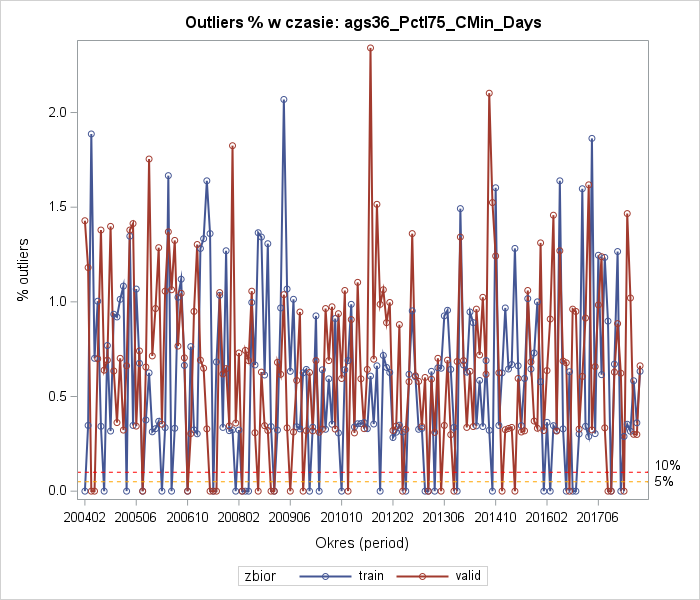 Outliers % w czasie: ags36_Pctl75_CMin_Days
% outliers
2.0
1.5
1.0
0.5
0.0
10%
5%
200402 200506 200610 200802 200906 201010 201202 201306 201410 201602 201706
Okres (period)
zbior train valid